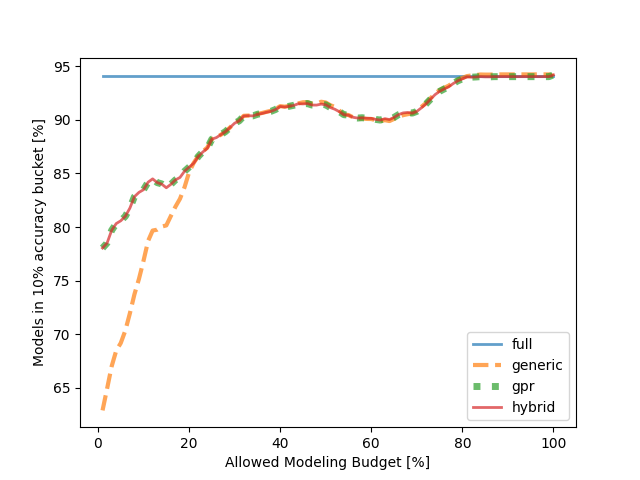 95
90
85
80
75
70
65
Models in 10% accuracy bucket [%]
0
20
40
60
80
100
Allowed Modeling Budget [%]
full
generic
gpr
hybrid